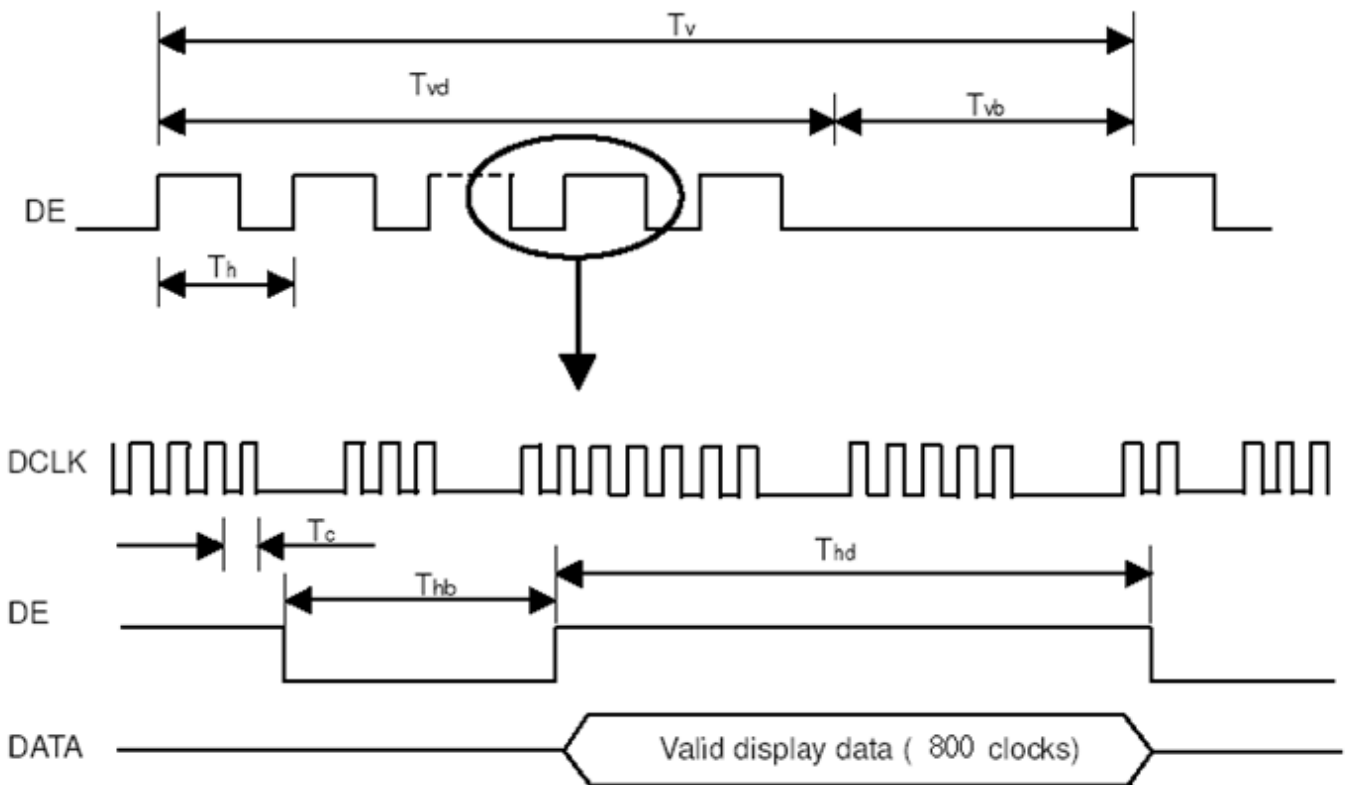 Tv
Tvd
Tvb
DE
Th
DCLK
Tc
Thd
Thb
DE
DATA
Valid display data ( 800 clocks)